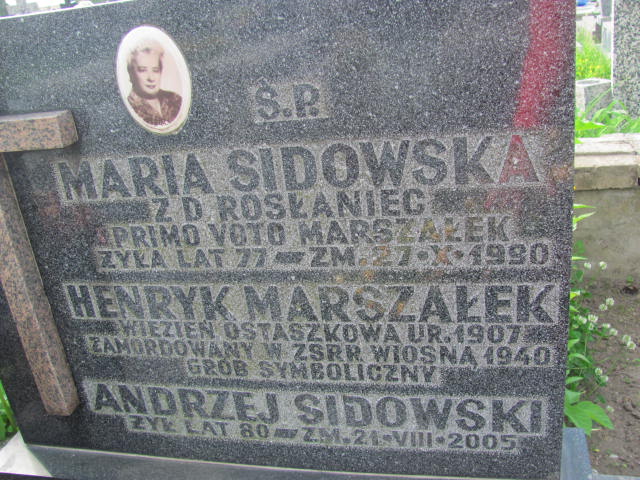 Ś.P.
MARIA SIDOWSKA
Z D. ROSŁANIEC
1 PRIMO VOTO MARSZAŁEK
ŻYŁA LAT 77 — ZM. 27 · X · 1990
HENRYK MARSZAŁEK
WIĘZIEŃ OSTASZKOWA UR. 1907
ZAMORDOWANY W ZSRR WIOSNĄ 1940
GRÓB SYMBOLICZNY
ANDRZEJ SIDOWSKI
ŻYŁ LAT 80 — ZM. 21 · VIII · 2005